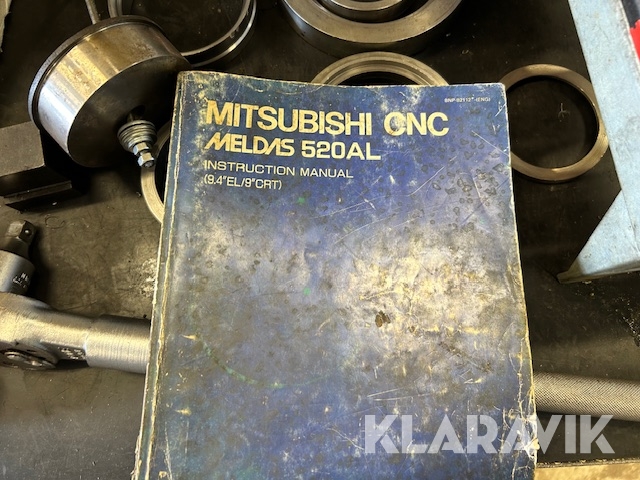 MITSUBISHI CNC
MELDAS 520AL
INSTRUCTION MANUAL
(9.4"EL/9"CRT)
KLARAVIK